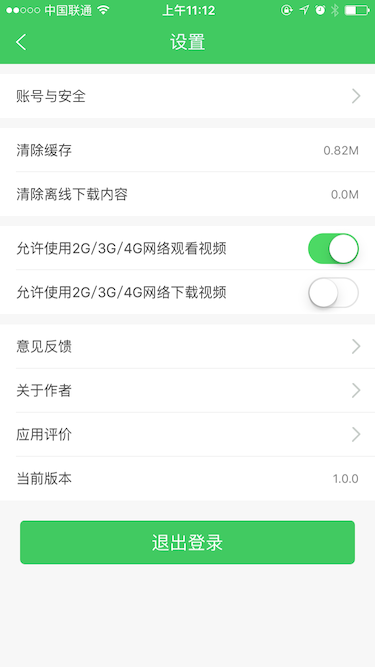 中国联通 上午11:12
设置
账号与安全
清除缓存 0.82M
清除离线下载内容 0.0M
允许使用2G/3G/4G网络观看视频
允许使用2G/3G/4G网络下载视频
意见反馈
关于作者
应用评价
当前版本 1.0.0
退出登录